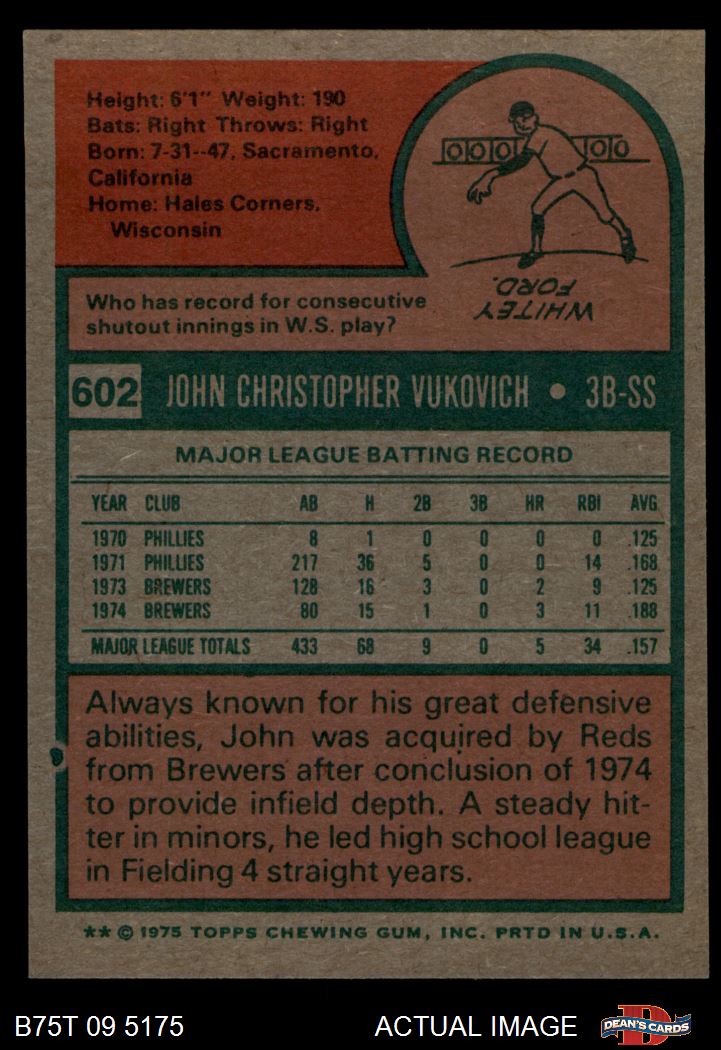 Height: 6'1" Weight: 190
Bats: Right Throws: Right
Born: 7-31--47, Sacramento,
California
Home: Hales Corners,
Wisconsin
WHITEY
FORD.
Who has record for consecutive
shutout innings in W.S. play?
602 JOHN CHRISTOPHER VUKOVICH • 3B-SS
MAJOR LEAGUE BATTING RECORD
YEAR CLUB AB H 2B 3B HR RBI AVG
1970 PHILLIES 8 1 0 0 0 0 .125
1971 PHILLIES 217 36 5 0 0 14 .168
1973 BREWERS 128 16 3 0 2 9 .125
1974 BREWERS 80 15 1 0 3 11 .188
MAJOR LEAGUE TOTALS 433 68 9 0 5 34 .157
Always known for his great defensive
abilities, John was acquired by Reds
from Brewers after conclusion of 1974
to provide infield depth. A steady hit-
ter in minors, he led high school league
in Fielding 4 straight years.
** © 1975 TOPPS CHEWING GUM, INC. PRTD IN U.S.A.
B75T 09 5175 ACTUAL IMAGE DEAN'S CARDS